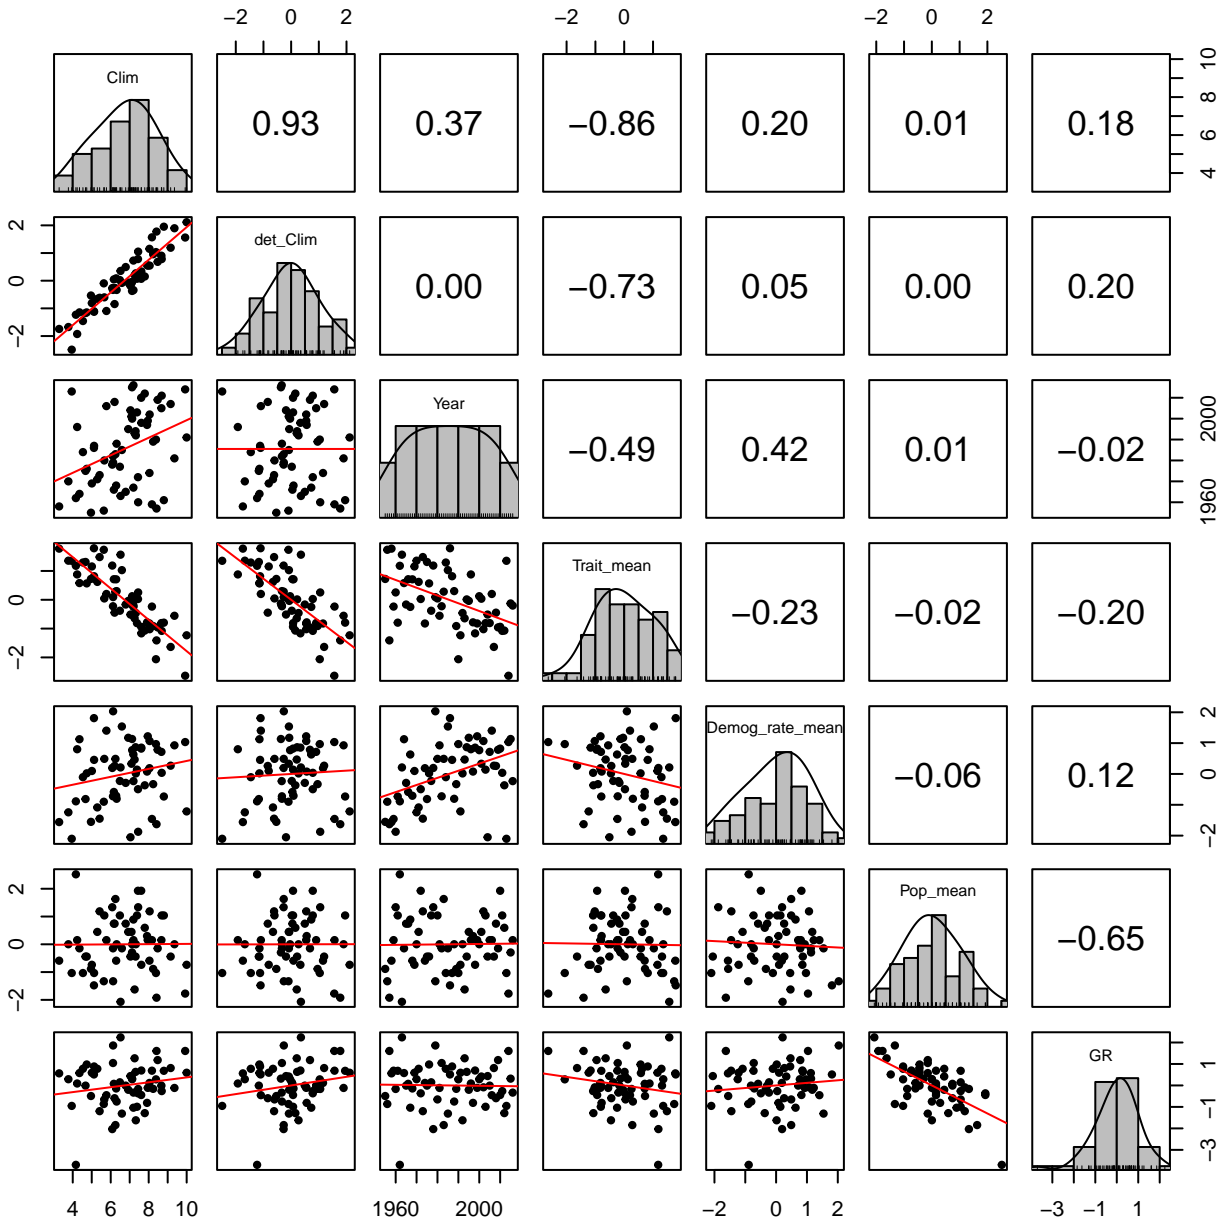 −2 0 2 −2 0 −2 0 2
Clim 0.93 0.37 −0.86 0.20 0.01 0.18 4 6 8 10
−2 0 2 det_Clim 0.00 −0.73 0.05 0.00 0.20
Year −0.49 0.42 0.01 −0.02 1960 2000
−2 0 Trait_mean −0.23 −0.02 −0.20
Demog_rate_mean −0.06 0.12 −2 0 1 2
−2 0 2 Pop_mean −0.65
GR −3 −1 1
4 6 8 10 1960 2000 −2 0 1 2 −3 −1 1